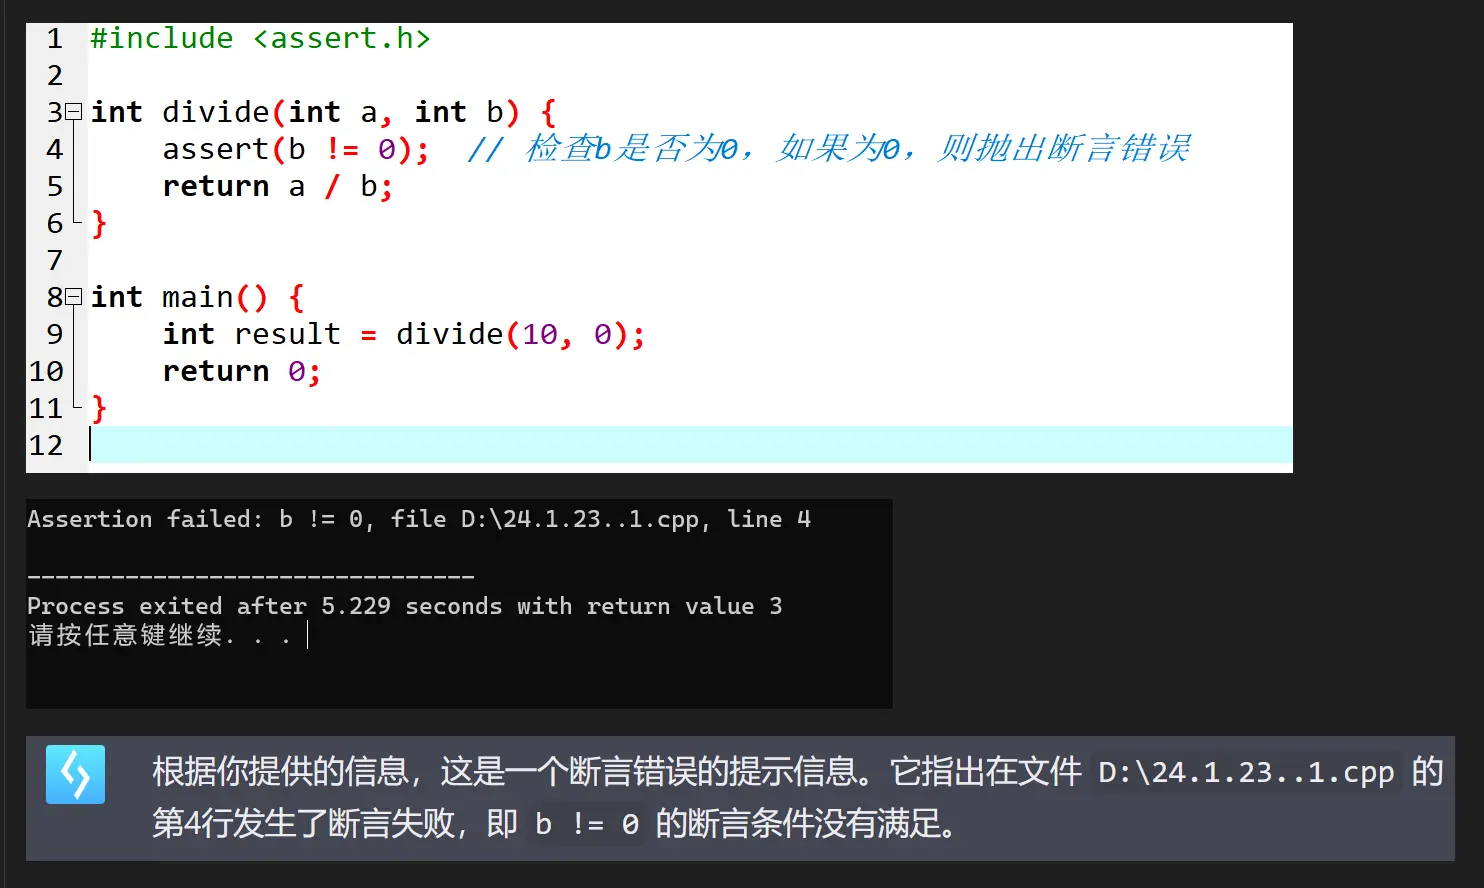 1 #include <assert.h>
2
3 int divide(int a, int b) {
4     assert(b != 0);  // 检查b是否为0，如果为0，则抛出断言错误
5     return a / b;
6 }
7
8 int main() {
9     int result = divide(10, 0);
10     return 0;
11 }
12
Assertion failed: b != 0, file D:\24.1.23..1.cpp, line 4
--------------------------------
Process exited after 5.229 seconds with return value 3
请按任意键继续. . .
根据你提供的信息，这是一个断言错误的提示信息。它指出在文件 D:\24.1.23..1.cpp 的
第4行发生了断言失败，即 b != 0 的断言条件没有满足。